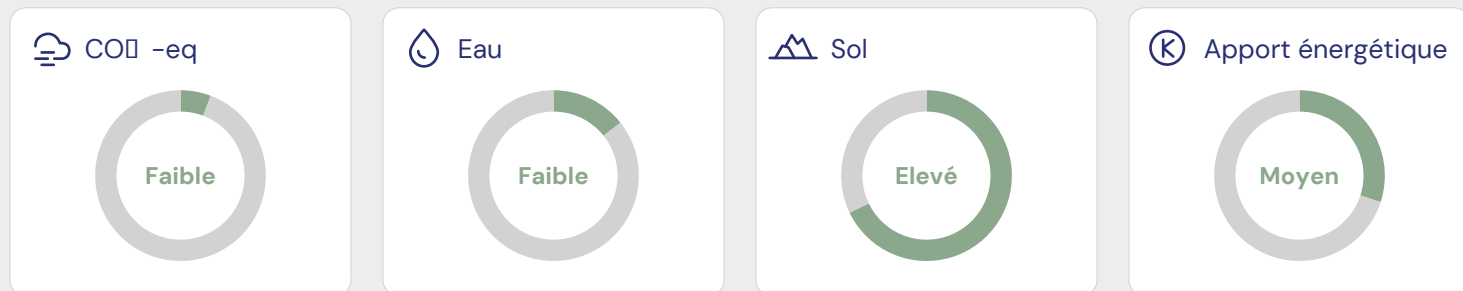 CO▯ -eq
Faible
Eau
Faible
Sol
Elevé
Apport énergétique
Moyen